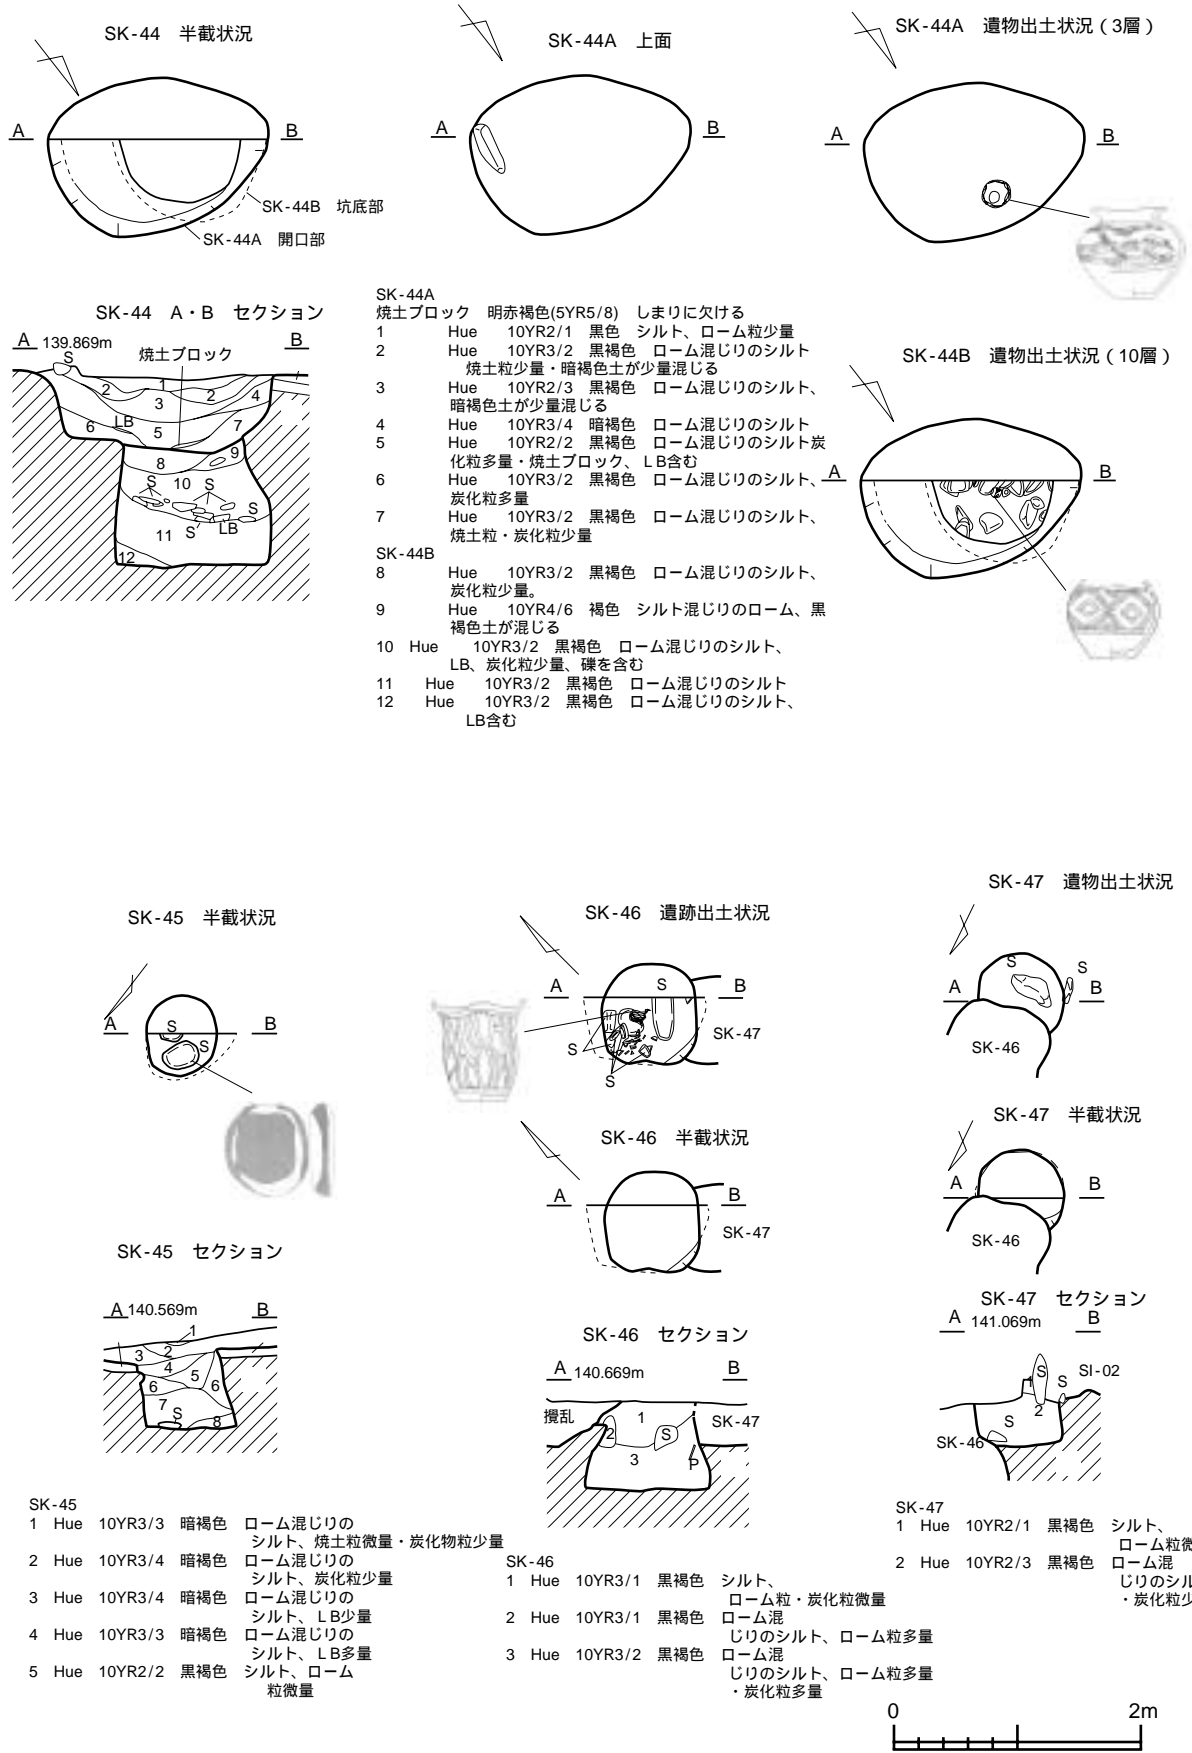 SK-44 半截状況
A
B
SK-44B 坑底部
SK-44A 開口部
SK-44A 上面
A
B
SK-44A 遺物出土状況（3層）
A
B
SK-44 A・B セクション
A 139.869m
B
焼土ブロック
S
2
1
2
4
3
6
LB
5
7
8
9
10
S
S
S
S
LB
11
12
SK-44A
焼土ブロック 明赤褐色(5YR5/8) しまりに欠ける
1 Hue 10YR2/1 黒色 シルト、ローム粒少量
2 Hue 10YR3/2 黒褐色 ローム混じりのシルト
焼土粒少量・暗褐色土が少量混じる
3 Hue 10YR2/3 黒褐色 ローム混じりのシルト、
暗褐色土が少量混じる
4 Hue 10YR3/4 暗褐色 ローム混じりのシルト
5 Hue 10YR2/2 黒褐色 ローム混じりのシルト炭
化粒多量・焼土ブロック、LB含む
6 Hue 10YR3/2 黒褐色 ローム混じりのシルト、
炭化粒多量
7 Hue 10YR3/2 黒褐色 ローム混じりのシルト、
焼土粒・炭化粒少量
SK-44B
8 Hue 10YR3/2 黒褐色 ローム混じりのシルト、
炭化粒少量。
9 Hue 10YR4/6 褐色 シルト混じりのローム、黒
褐色土が混じる
10 Hue 10YR3/2 黒褐色 ローム混じりのシルト、
LB、炭化粒少量、礫を含む
11 Hue 10YR3/2 黒褐色 ローム混じりのシルト
12 Hue 10YR3/2 黒褐色 ローム混じりのシルト、
LB含む
SK-44B 遺物出土状況（10層）
A
B
SK-45 半截状況
A
B
S
S
SK-45 セクション
A 140.569m
B
1
2
3
4
5
6
6
7
S
8
SK-45
1 Hue 10YR3/3 暗褐色 ローム混じりの
シルト、焼土粒微量・炭化物粒少量
2 Hue 10YR3/4 暗褐色 ローム混じりの
シルト、炭化粒少量
3 Hue 10YR3/4 暗褐色 ローム混じりの
シルト、LB少量
4 Hue 10YR3/3 暗褐色 ローム混じりの
シルト、LB多量
5 Hue 10YR2/2 黒褐色 シルト、ローム
粒微量
SK-46 遺跡出土状況
A
S
B
SK-47
S
S
SK-46 半截状況
A
B
SK-47
SK-46 セクション
A 140.669m
B
攪乱
1
SK-47
2
S
3
P
SK-46
1 Hue 10YR3/1 黒褐色 シルト、
ローム粒・炭化粒微量
2 Hue 10YR3/1 黒褐色 ローム混
じりのシルト、ローム粒多量
3 Hue 10YR3/2 黒褐色 ローム混
じりのシルト、ローム粒多量
・炭化粒多量
SK-47 遺物出土状況
S
S
A
B
SK-46
SK-47 半截状況
A
B
SK-46
SK-47 セクション
A 141.069m
B
1
S
S
SI-02
2
S
SK-46
SK-47
1 Hue 10YR2/1 黒褐色 シルト、
ローム粒微
2 Hue 10YR2/3 黒褐色 ローム混
じりのシル
・炭化粒少
0
2m